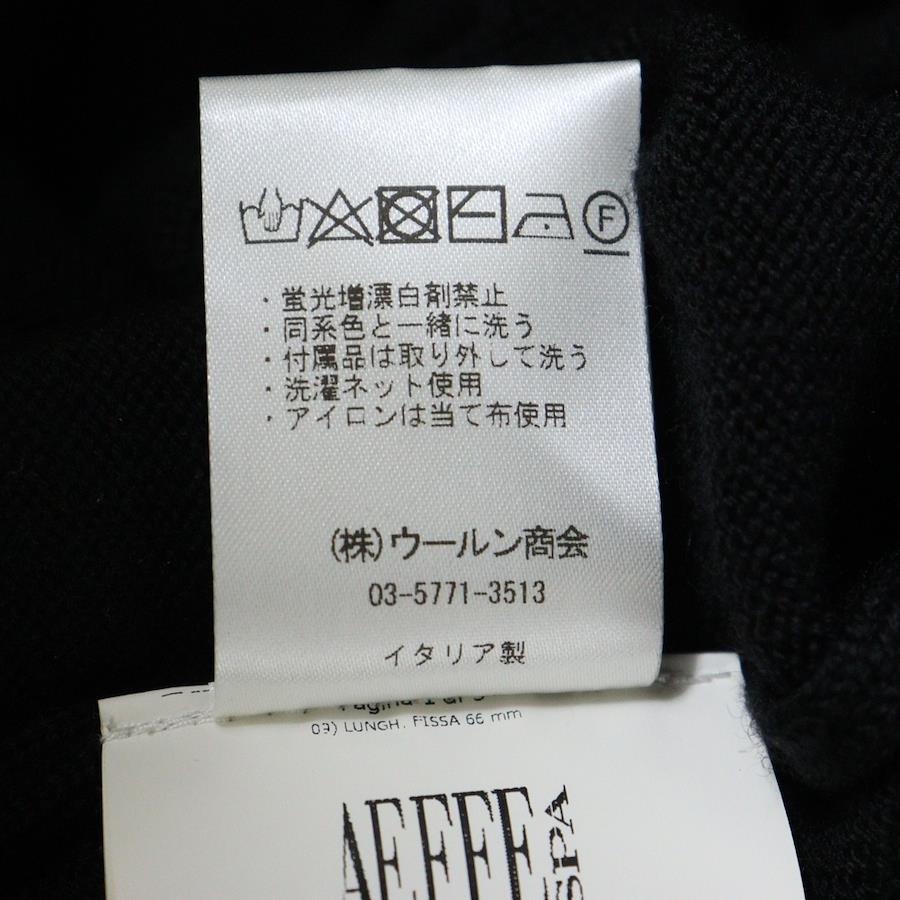 F
・蛍光増漂白剤禁止
・同系色と一緒に洗う
・付属品は取り外して洗う
・洗濯ネット使用
・アイロンは当て布使用
(株)ウールン商会
03-5771-3513
イタリア製
Pagina 1
03) LUNGH. FISSA 66 mm
AEFFE
SPA